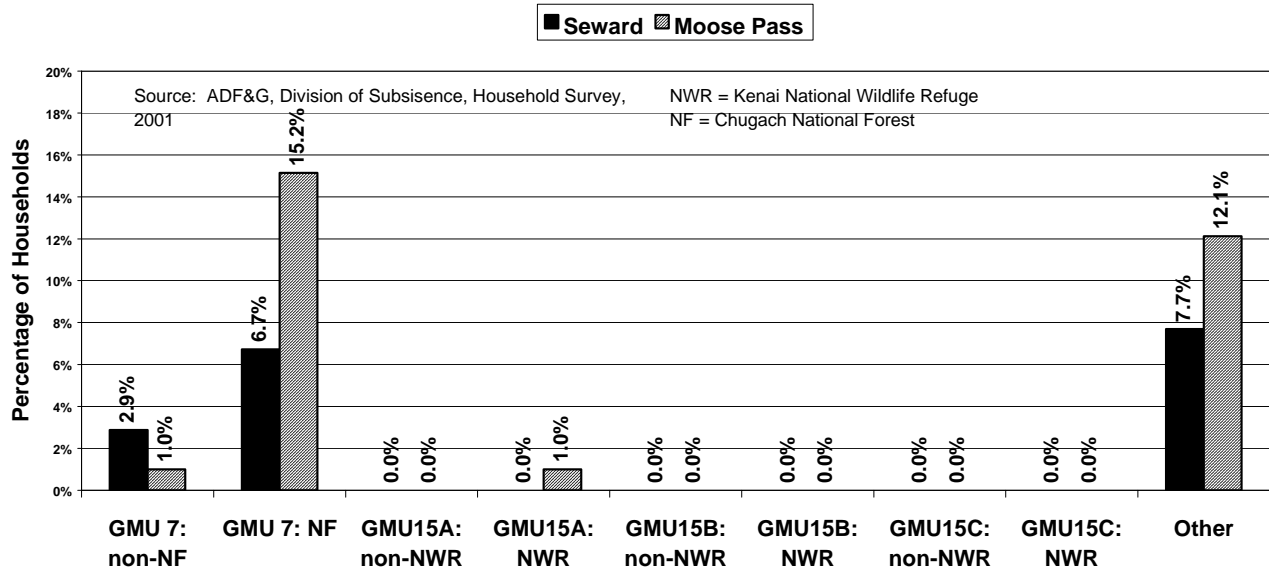 Seward Moose Pass
Percentage of Households
20%
18%
16%
14%
12%
10%
8%
6%
4%
2%
0%
Source: ADF&G, Division of Subsisence, Household Survey,
2001
NWR = Kenai National Wildlife Refuge
NF = Chugach National Forest
2.9%
1.0%
6.7%
15.2%
0.0%
0.0%
0.0%
1.0%
0.0%
0.0%
0.0%
0.0%
0.0%
0.0%
0.0%
0.0%
7.7%
12.1%
GMU 7:
non-NF
GMU 7: NF
GMU15A:
non-NWR
GMU15A:
NWR
GMU15B:
non-NWR
GMU15B:
NWR
GMU15C:
non-NWR
GMU15C:
NWR
Other